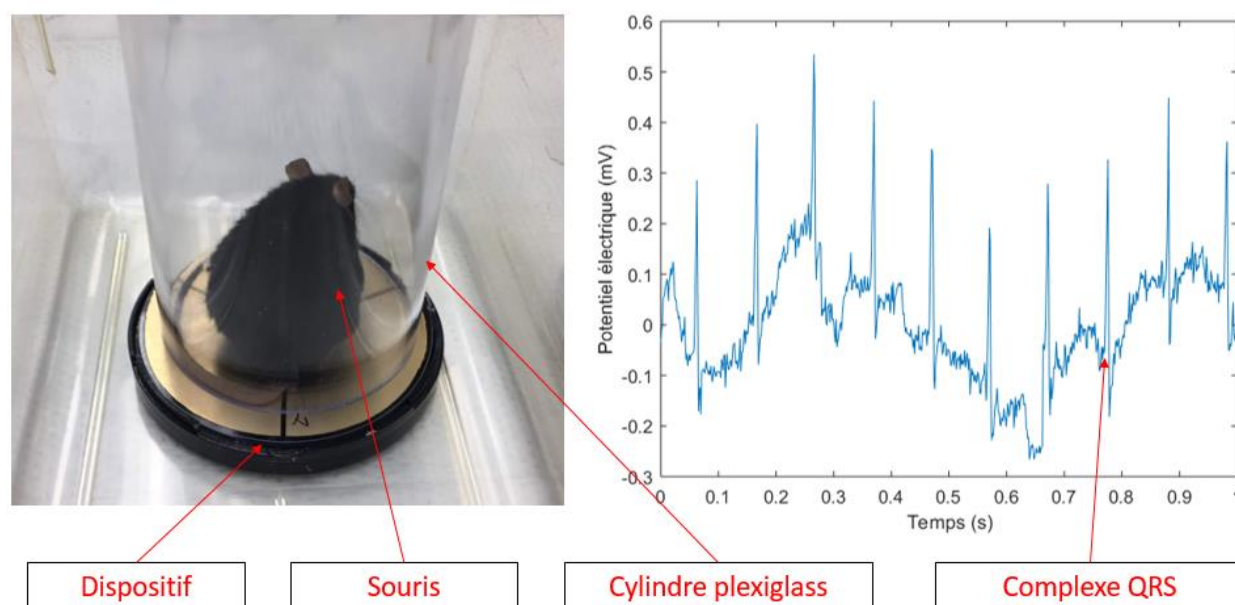 0.6
0.5
0.4
0.3
0.2
0.1
0
-0.1
-0.2
-0.3
Potentiel électrique (mV)
0 0.1 0.2 0.3 0.4 0.5 0.6 0.7 0.8 0.9 1
Temps (s)
Dispositif Souris Cylindre plexiglass Complexe QRS